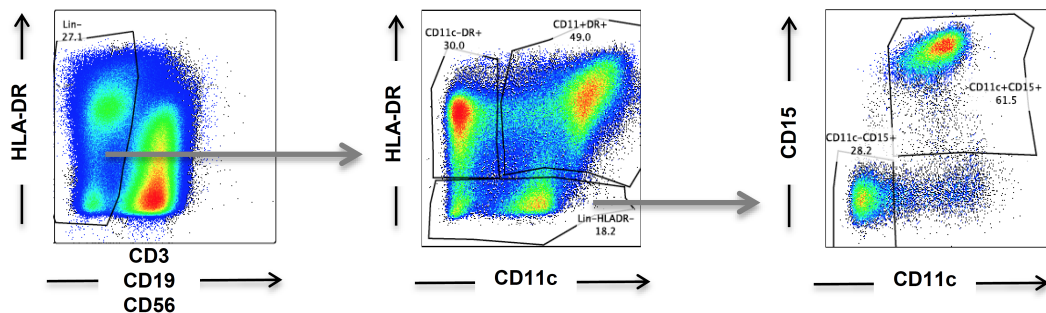 HLA-DR
Lin-
27.1
CD3
CD19
CD56
HLA-DR
CD11c-DR+
30.0
CD11+DR+
49.0
Lin-HLADR-
18.2
CD11c
CD15
CD11c+CD15+
61.5
CD11c-CD15+
28.2
CD11c